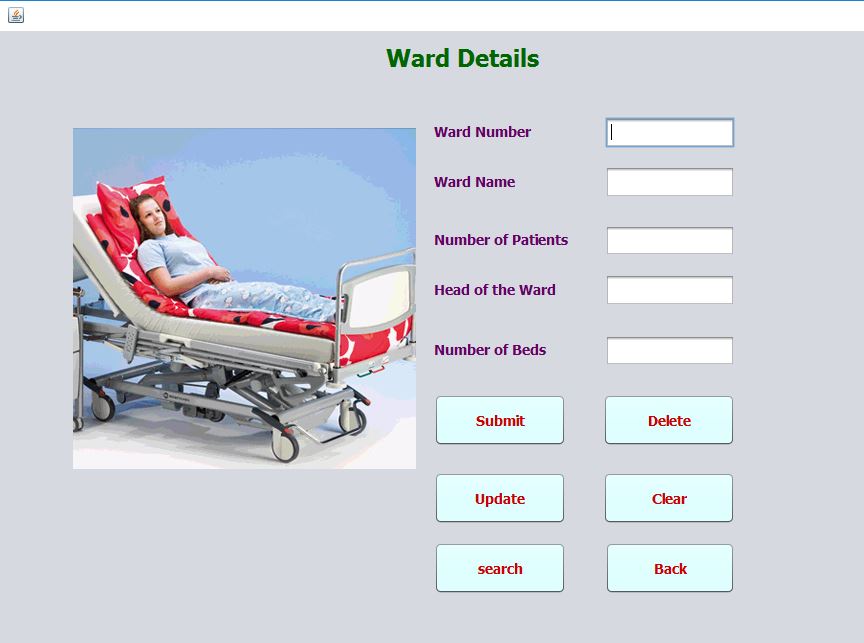 Ward Details
Ward Number
Ward Name
Number of Patients
Head of the Ward
Number of Beds
Submit Delete
Update Clear
search Back